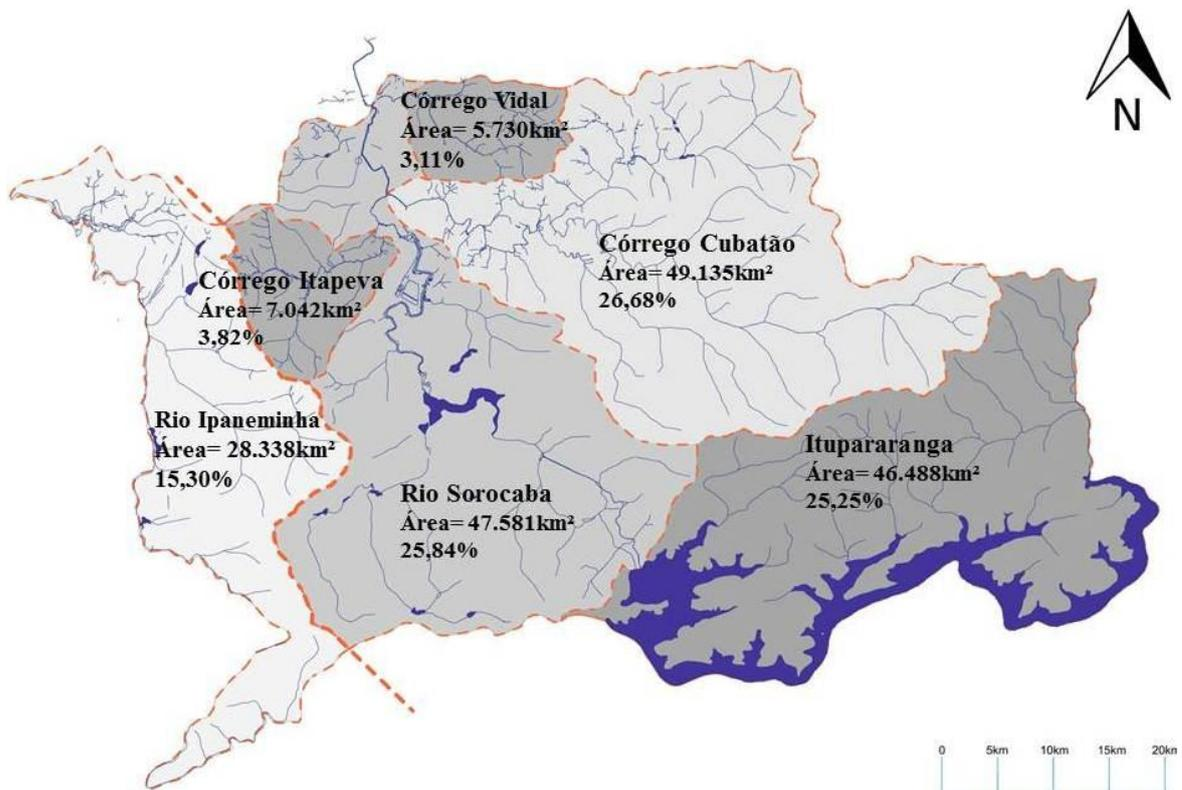 N
Córrego Vidal
Área= 5.730km²
3,11%
Córrego Cubatão
Área= 49.135km²
26,68%
Córrego Itapeva
Área= 7.042km²
3,82%
Rio Ipaneminha
Área= 28.338km²
15,30%
Itupararanga
Área= 46.488km²
25,25%
Rio Sorocaba
Área= 47.581km²
25,84%
0 5km 10km 15km 20km